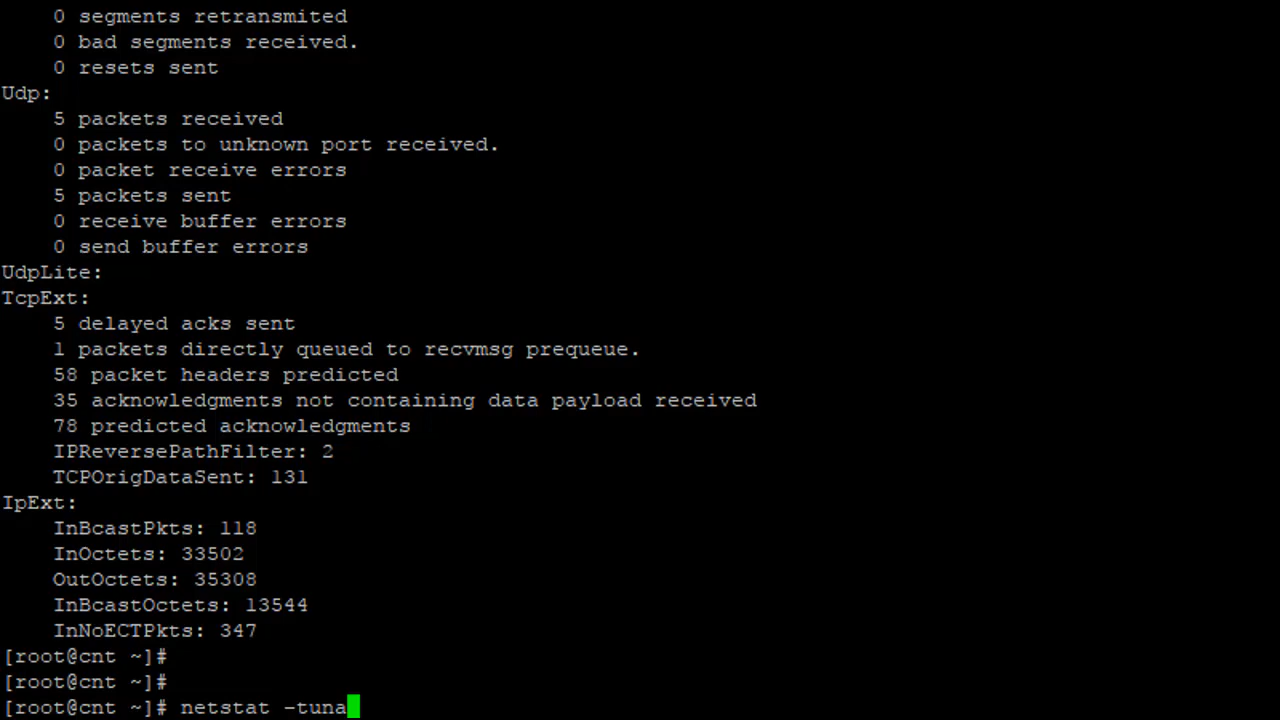 0 segments retransmited
0 bad segments received.
0 resets sent
Udp:
5 packets received
0 packets to unknown port received.
0 packet receive errors
5 packets sent
0 receive buffer errors
0 send buffer errors
UdpLite:
TcpExt:
5 delayed acks sent
1 packets directly queued to recvmsg prequeue.
58 packet headers predicted
35 acknowledgments not containing data payload received
78 predicted acknowledgments
IPReversePathFilter: 2
TCPOrigDataSent: 131
IpExt:
InBcastPkts: 118
InOctets: 33502
OutOctets: 35308
InBcastOctets: 13544
InNoECTPkts: 347
[root@cnt ~]#
[root@cnt ~]#
[root@cnt ~]# netstat -tuna